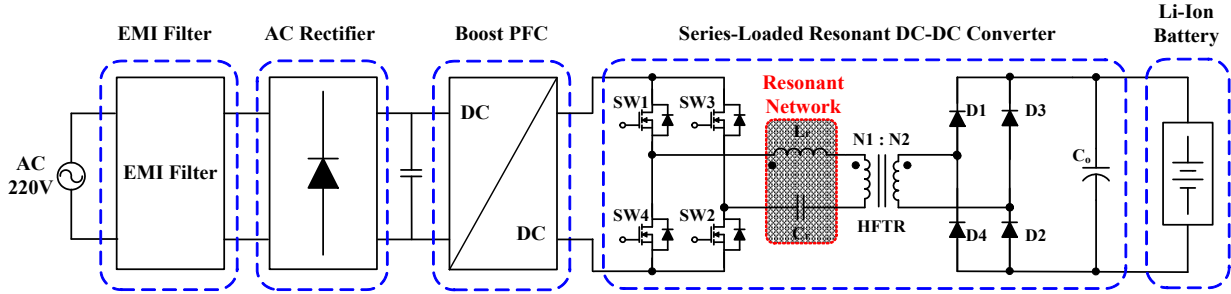 EMI Filter
AC Rectifier
Boost PFC
Series-Loaded Resonant DC-DC Converter
Li-Ion
Battery
AC
220V
EMI Filter
DC
DC
SW1
SW3
SW4
SW2
Resonant
Network
Lr
Cr
N1 : N2
HFTR
D1
D3
D4
D2
Co